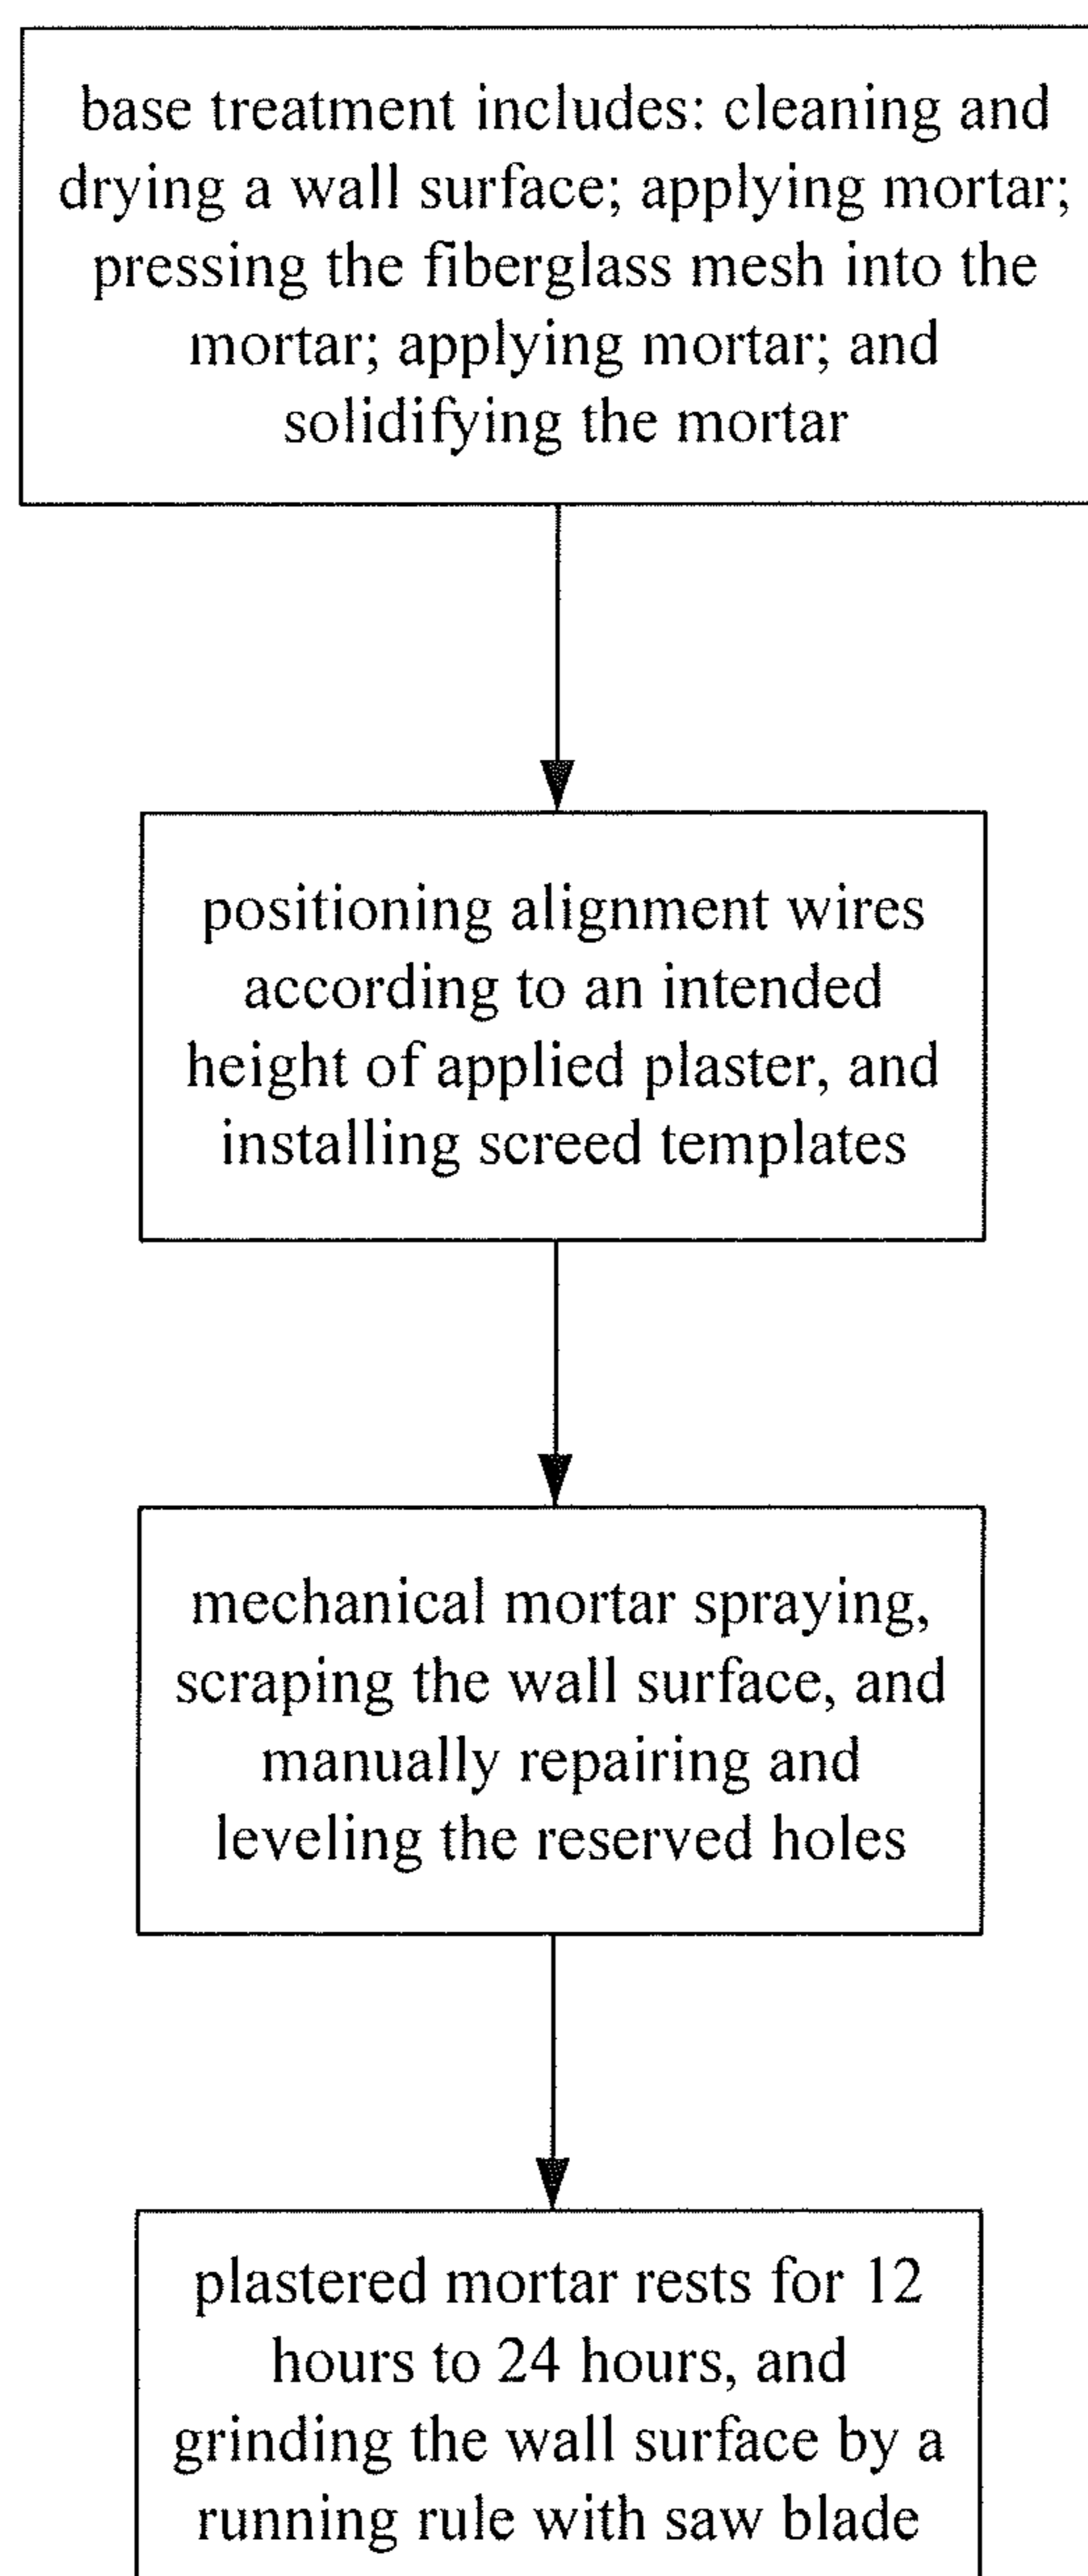 base treatment includes: cleaning and
drying a wall surface; applying mortar;
pressing the fiberglass mesh into the
mortar; applying mortar; and
solidifying the mortar
positioning alignment wires
according to an intended
height of applied plaster, and
installing screed templates
mechanical mortar spraying,
scraping the wall surface, and
manually repairing and
leveling the reserved holes
plastered mortar rests for 12
hours to 24 hours, and
grinding the wall surface by a
running rule with saw blade